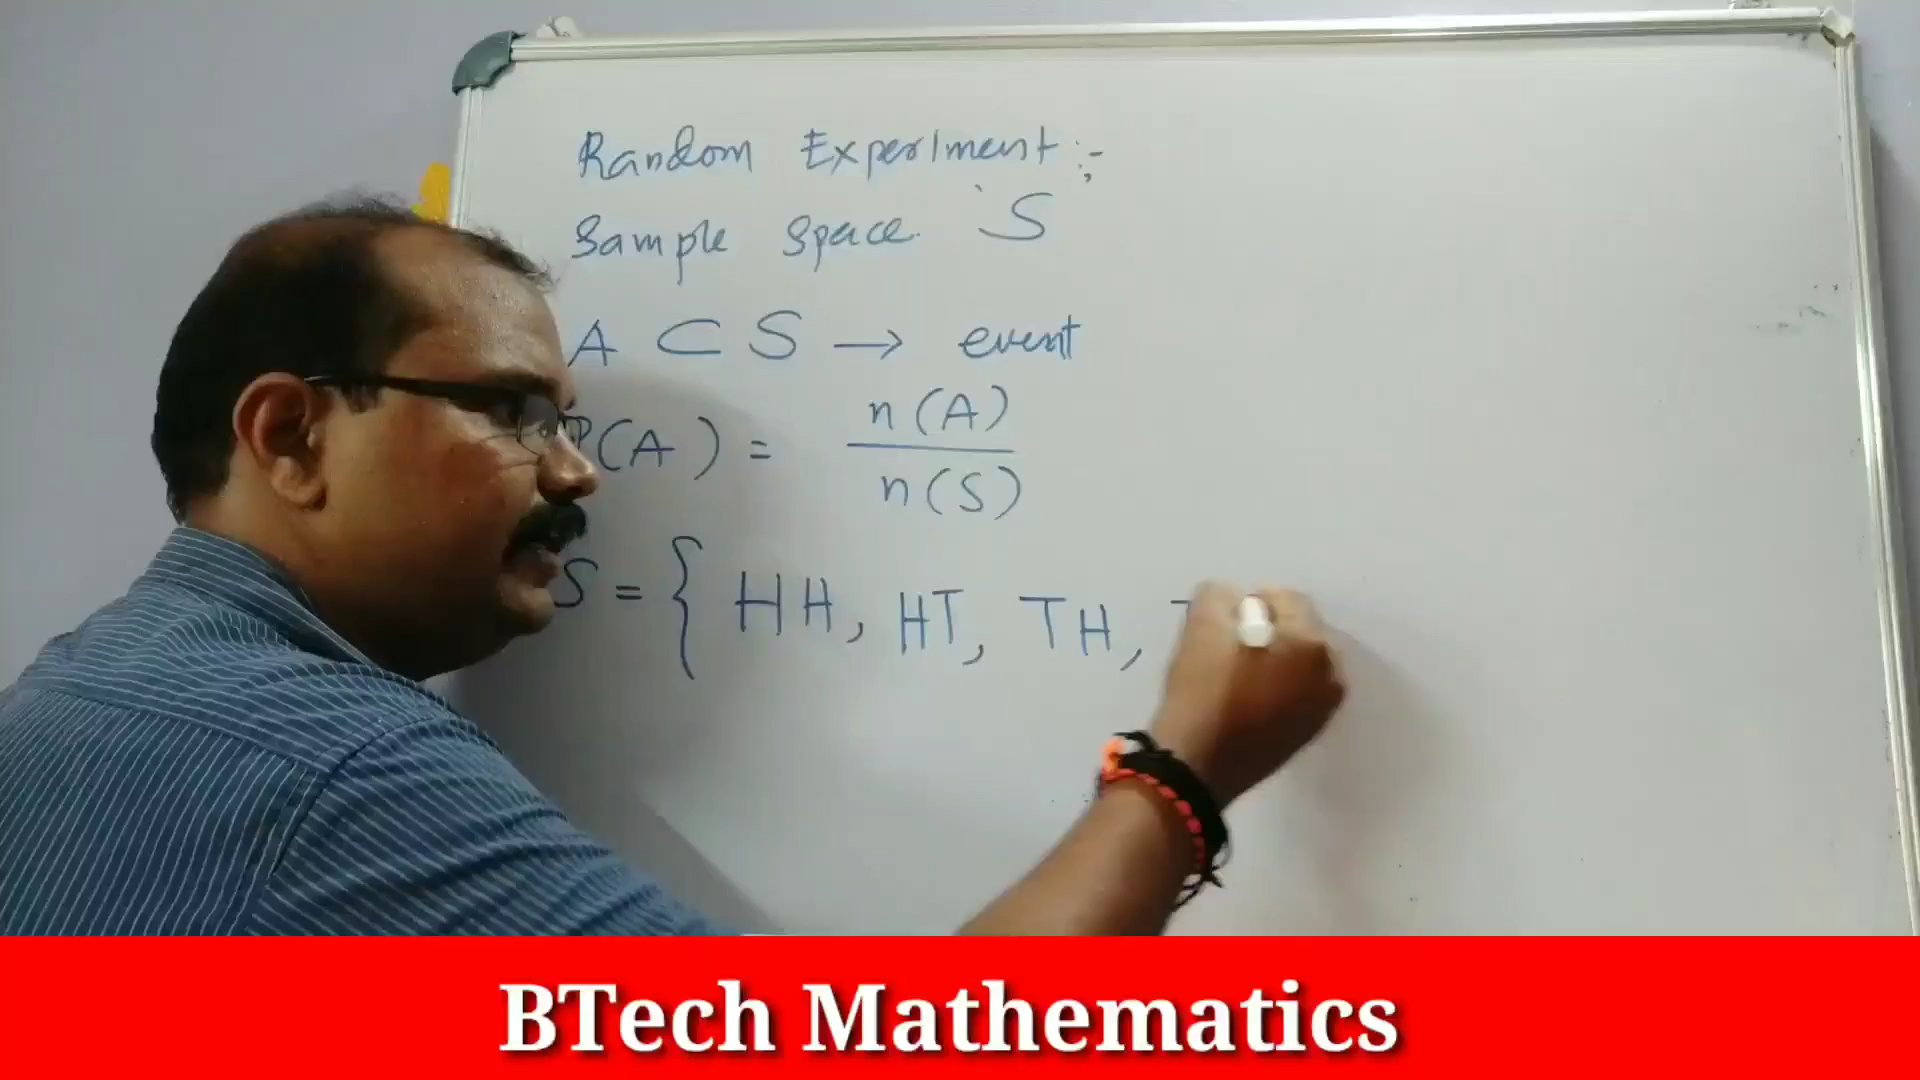 Random Experiment :-
Sample Space S
A ⊂ S → event
P(A) = n(A) / n(S)
S = { HH, HT, TH, T
BTech Mathematics